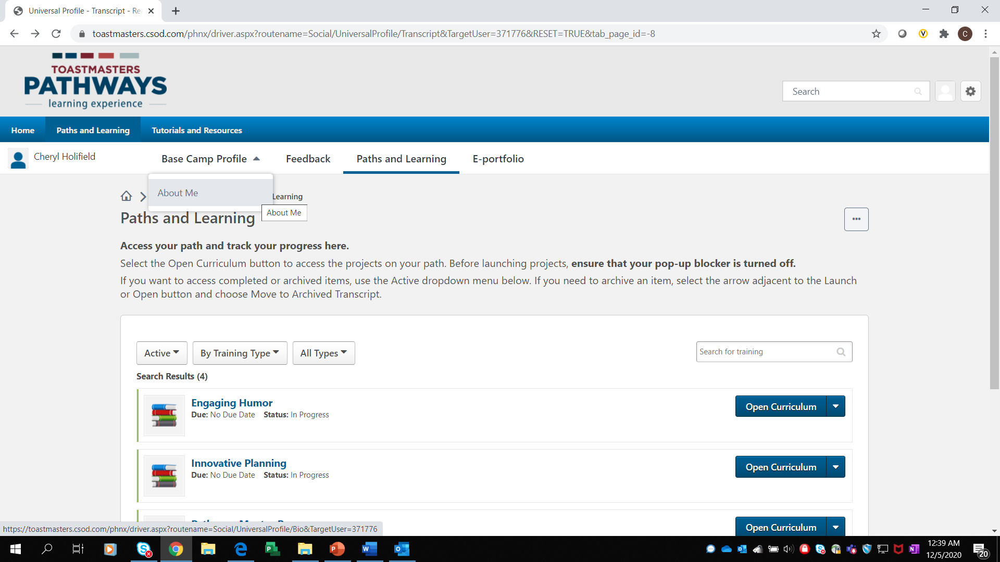 Universal Profile - Transcript - Re
toastmasters.csod.com/phnx/driver.aspx?routename=Social/UniversalProfile/Transcript&TargetUser=371776&RESET=TRUE&tab_page_id=-8
C
TOASTMASTERS
PATHWAYS
learning experience
Search
Home
Paths and Learning
Tutorials and Resources
Cheryl Holifield
Base Camp Profile
Feedback
Paths and Learning
E-portfolio
About Me
Learning
About Me
Paths and Learning
...
Access your path and track your progress here.
Select the Open Curriculum button to access the projects on your path. Before launching projects, ensure that your pop-up blocker is turned off.
If you want to access completed or archived items, use the Active dropdown menu below. If you need to archive an item, select the arrow adjacent to the Launch
or Open button and choose Move to Archived Transcript.
Active
By Training Type
All Types
Search for training
Search Results (4)
Engaging Humor
Due: No Due Date Status: In Progress
Open Curriculum
Innovative Planning
Due: No Due Date Status: In Progress
Open Curriculum
Open Curriculum
https://toastmasters.csod.com/phnx/driver.aspx?routename=Social/UniversalProfile/Bio&TargetUser=371776
12:39 AM
12/5/2020
20